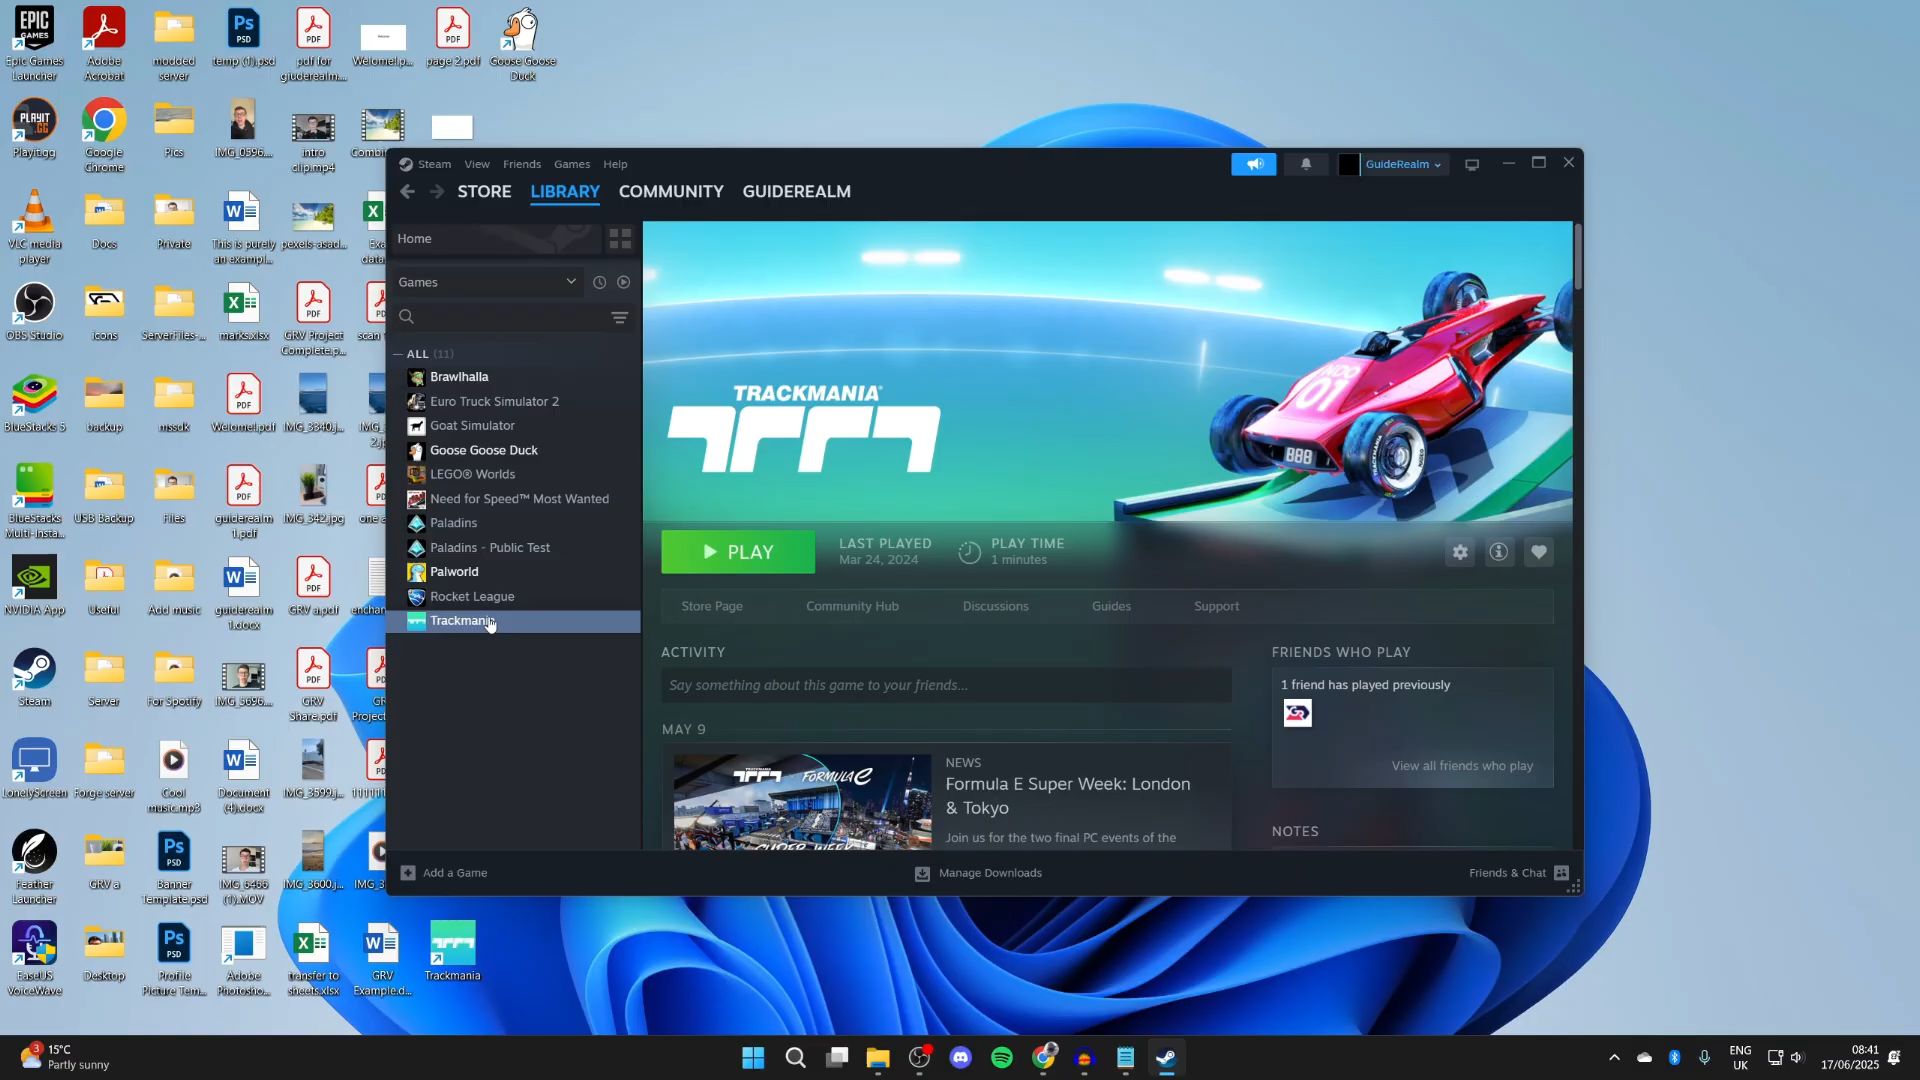 Epic Games
Launcher
Adobe
Acrobat
modded
server
temp (1).psd
pdf for
giuderealm....
Welome!.p...
page 2.pdf
Goose Goose
Duck
Playit.gg
Google
Chrome
Pics
IMG_0596....
intro
clip.mp4
VLC media
player
Docs
Private
This is purely
an exampl...
pexels-asad...
OBS Studio
icons
ServerFiles-...
marks.xlsx
GRV Project
Complete.p...
BlueStacks 5
backup
mssdk
Welome!.pdf
IMG_3340.j...
BlueStacks
Multi-Insta...
USB Backup
Files
guiderealm
1.pdf
IMG_342.jpg
NVIDIA App
Useful
Add music
guiderealm
1.docx
GRV a.pdf
Steam
Server
For Spotify
IMG_5696....
GRV
Share.pdf
LonelyScreen
Forge server
Cool
music.mp3
Document
(4).docx
IMG_3599.j...
Feather
Launcher
GRV a
Banner
Template.psd
IMG_6466
(1).MOV
IMG_3600.j...
EaseUS
VoiceWave
Desktop
Profile
Picture Tem...
Adobe
Photosho...
transfer to
sheets.xlsx
GRV
Example.d...
Trackmania
Steam View Friends Games Help
GuideRealm
STORE LIBRARY COMMUNITY GUIDEREALM
Home
Games
ALL (11)
Brawlhalla
Euro Truck Simulator 2
Goat Simulator
Goose Goose Duck
LEGO® Worlds
Need for Speed™ Most Wanted
Paladins
Paladins - Public Test
Palworld
Rocket League
Trackmania
TRACKMANIA®
PLAY
LAST PLAYED
Mar 24, 2024
PLAY TIME
1 minutes
Store Page Community Hub Discussions Guides Support
ACTIVITY
Say something about this game to your friends...
MAY 9
NEWS
Formula E Super Week: London
& Tokyo
Join us for the two final PC events of the
FORMULA E
SUPER WEEK
FRIENDS WHO PLAY
1 friend has played previously
View all friends who play
NOTES
Add a Game
Manage Downloads
Friends & Chat
3
15°C
Partly sunny
ENG
UK
08:41
17/06/2025